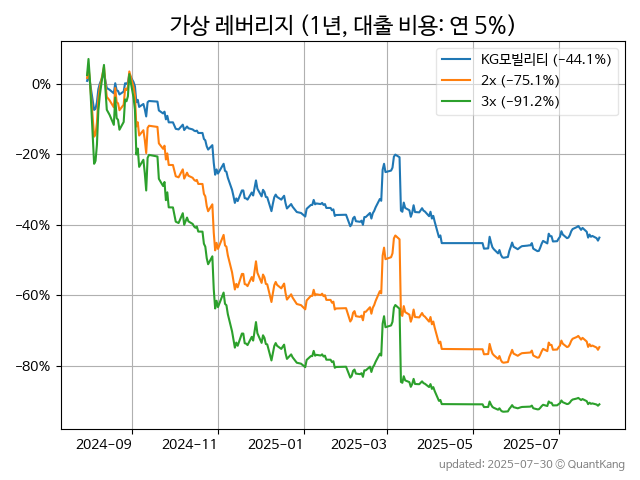 가상 레버리지 (1년, 대출 비용: 연 5%)
KG모빌리티 (−44.1%)
2x (−75.1%)
3x (−91.2%)
0%
−20%
−40%
−60%
−80%
2024-09 2024-11 2025-01 2025-03 2025-05 2025-07
updated: 2025-07-30 © QuantKang